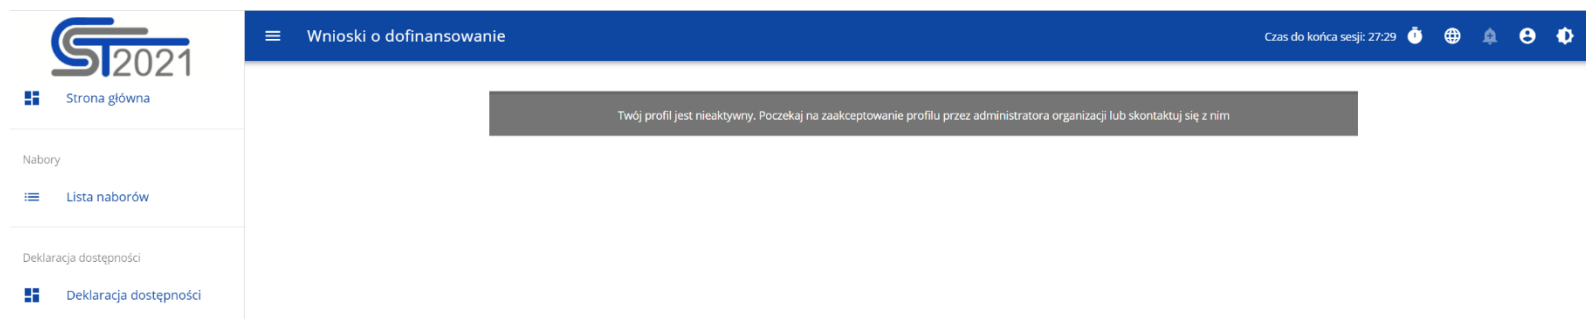 CST2021
Wnioski o dofinansowanie
Czas do końca sesji: 27:29
Strona główna
Nabory
Lista naborów
Deklaracja dostępności
Deklaracja dostępności
Twój profil jest nieaktywny. Poczekaj na zaakceptowanie profilu przez administratora organizacji lub skontaktuj się z nim